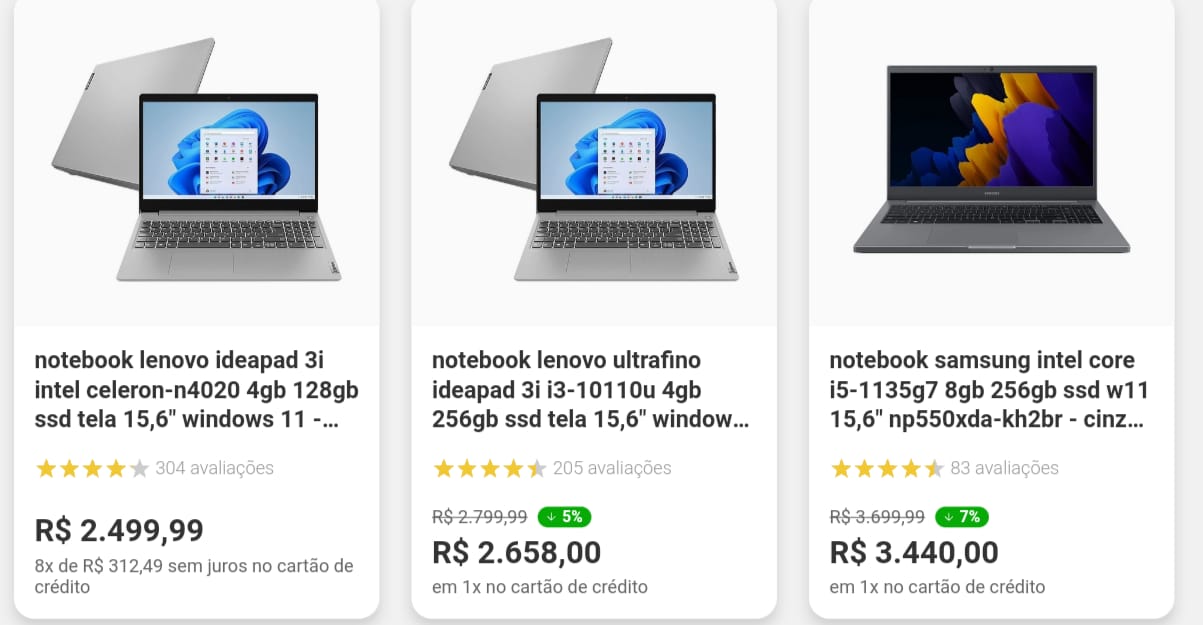 notebook lenovo ideapad 3i
intel celeron-n4020 4gb 128gb
ssd tela 15,6" windows 11 -...
304 avaliações
R$ 2.499,99
8x de R$ 312,49 sem juros no cartão de
crédito
notebook lenovo ultrafino
ideapad 3i i3-10110u 4gb
256gb ssd tela 15,6" window...
205 avaliações
R$ 2.799,99 ↓ 5%
R$ 2.658,00
em 1x no cartão de crédito
SAMSUNG
notebook samsung intel core
i5-1135g7 8gb 256gb ssd w11
15,6" np550xda-kh2br - cinz...
83 avaliações
R$ 3.699,99 ↓ 7%
R$ 3.440,00
em 1x no cartão de crédito